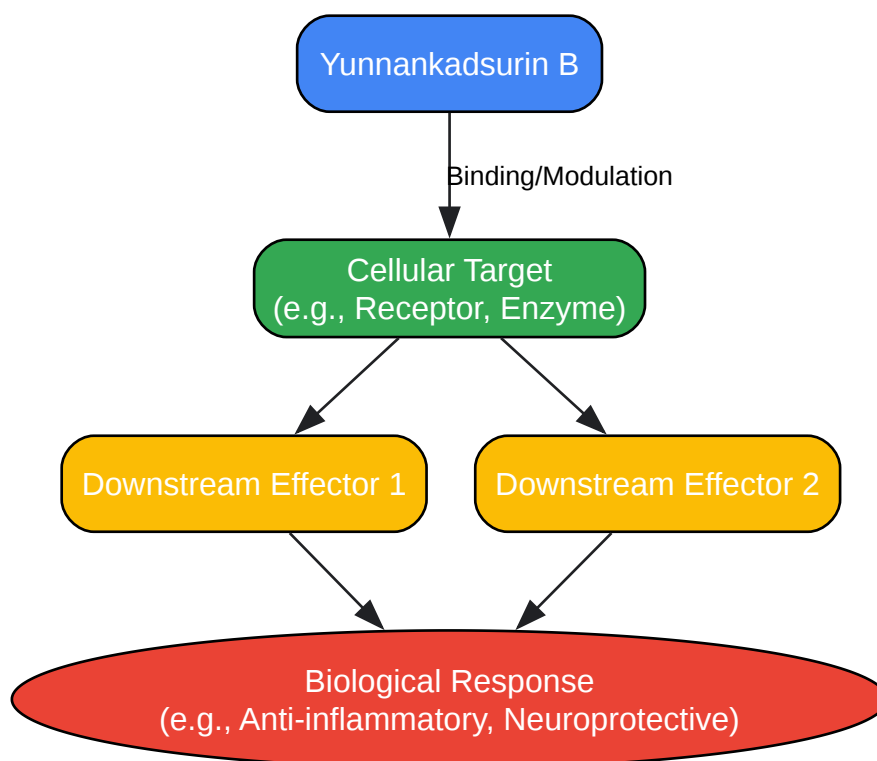 Yunnankadsurin B
Binding/Modulation
Cellular Target
(e.g., Receptor, Enzyme)
Downstream Effector 1
Downstream Effector 2
Biological Response
(e.g., Anti-inflammatory, Neuroprotective)